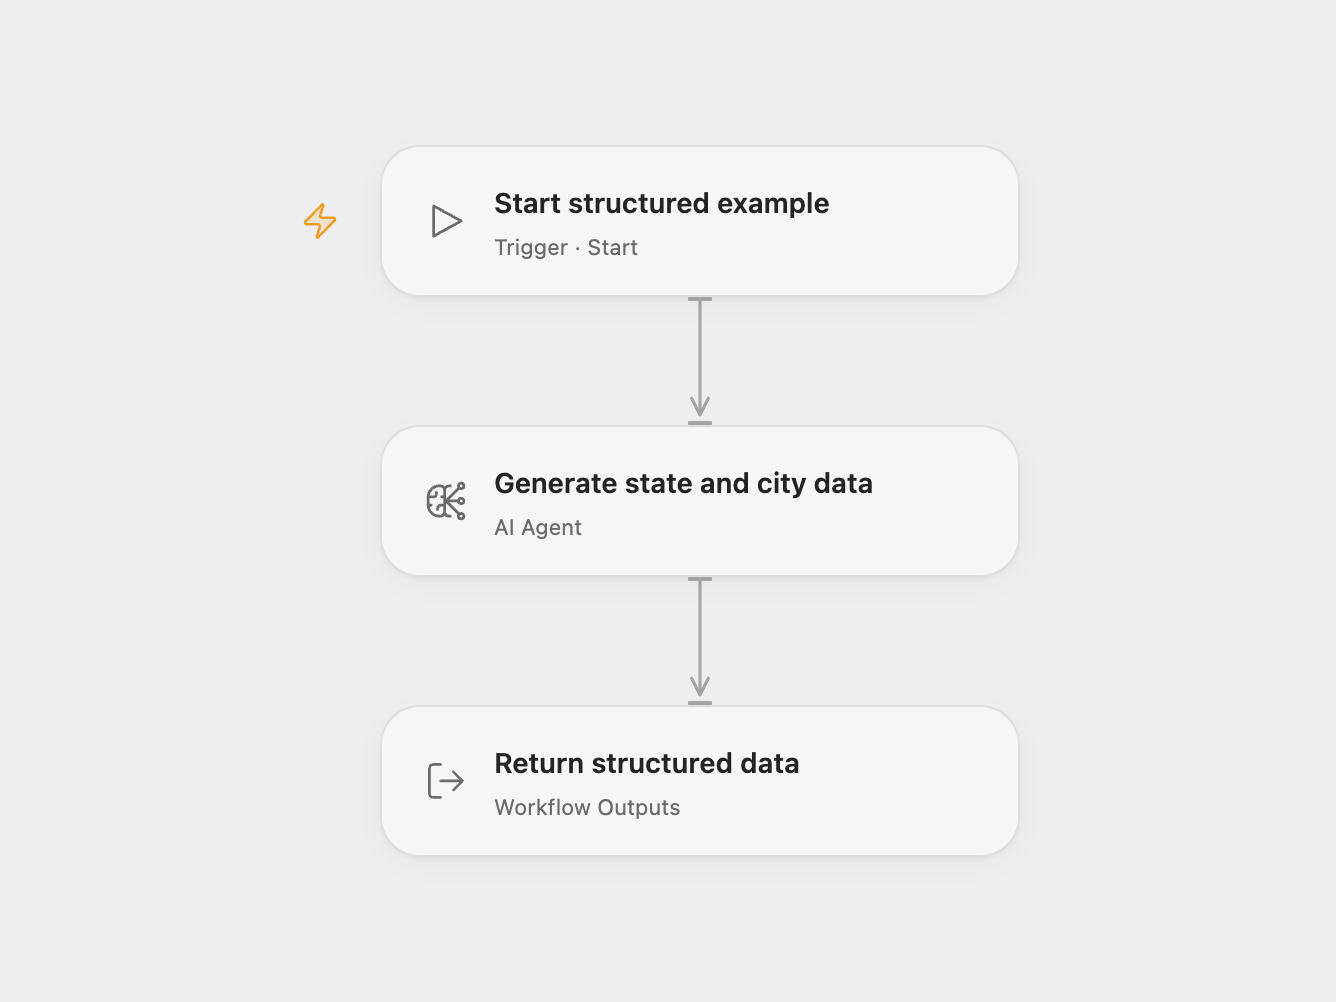 Start structured example
Trigger · Start
Generate state and city data
AI Agent
Return structured data
Workflow Outputs